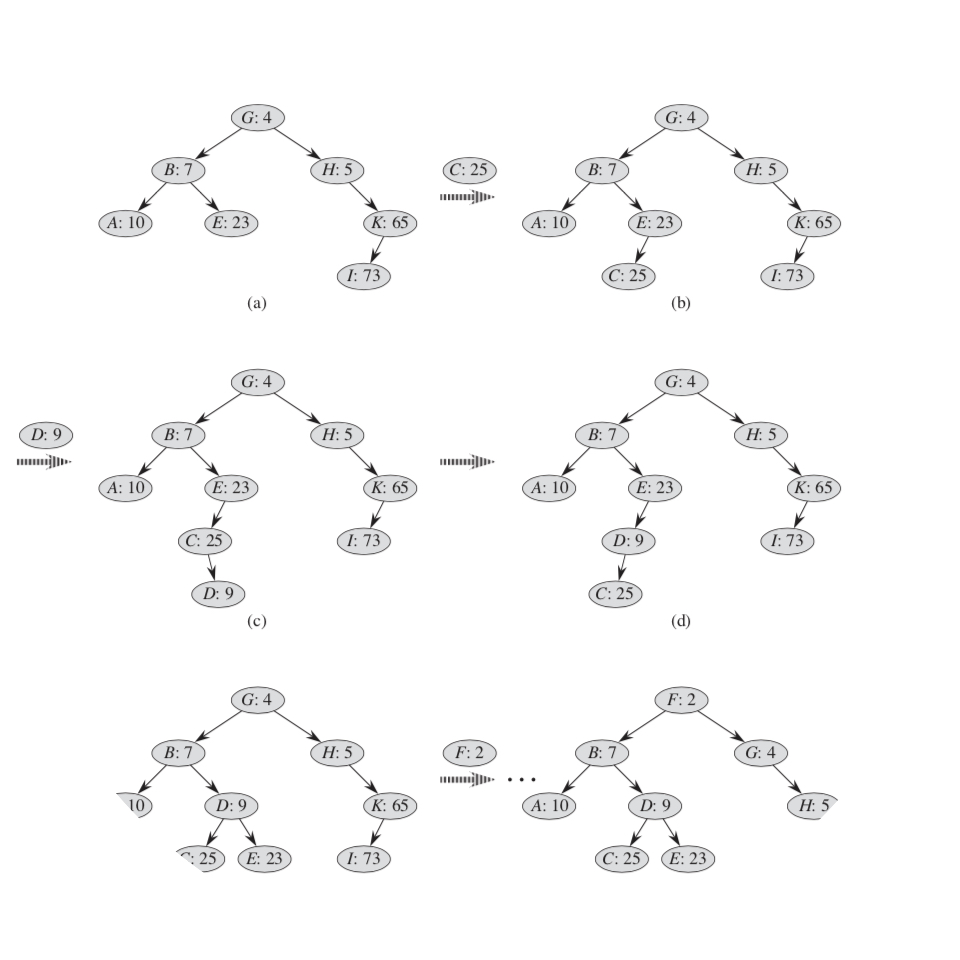 G: 4 G: 4
B: 7 H: 5 C: 25 B: 7 H: 5
A: 10 E: 23 K: 65 A: 10 E: 23 K: 65
I: 73 C: 25 I: 73
(a) (b)
G: 4 G: 4
D: 9 B: 7 H: 5 B: 7 H: 5
A: 10 E: 23 K: 65 A: 10 E: 23 K: 65
C: 25 I: 73 D: 9 I: 73
D: 9 C: 25
(c) (d)
G: 4 F: 2
B: 7 H: 5 F: 2 B: 7 G: 4
10 D: 9 K: 65 ... A: 10 D: 9 H: 5
: 25 E: 23 I: 73 C: 25 E: 23